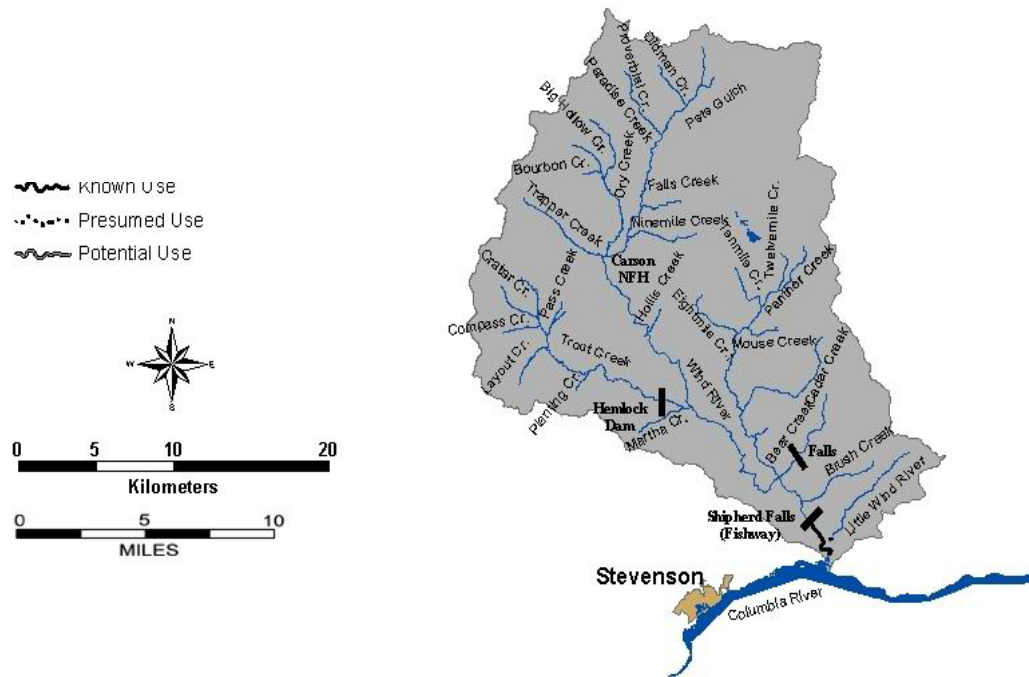 Known Use
Presumed Use
Potential Use
N
W
E
S
0
5
10
20
Kilometers
0
5
10
MILES
Oldman Cr.
Proverbial Cr.
Paradise Creek
Pete Gulch
Big Hollow Cr.
Dry Creek
Bourbon Cr.
Falls Creek
Trapper Creek
Ninemile Creek
Tenmile Cr.
Twelvemile Cr.
Panther Creek
Carson
NFH
Hollis Creek
Eightmile Cr.
Crater Cr.
Pass Creek
Compass Cr.
Mouse Creek
Layout Cr.
Trout Creek
Planting Cr.
Wind River
Cedar Creek
Hemlock
Dam
Martha Cr.
Bear Creek
Falls
Brush Creek
Shipherd Falls
(Fishway)
Little Wind River
Stevenson
Columbia River